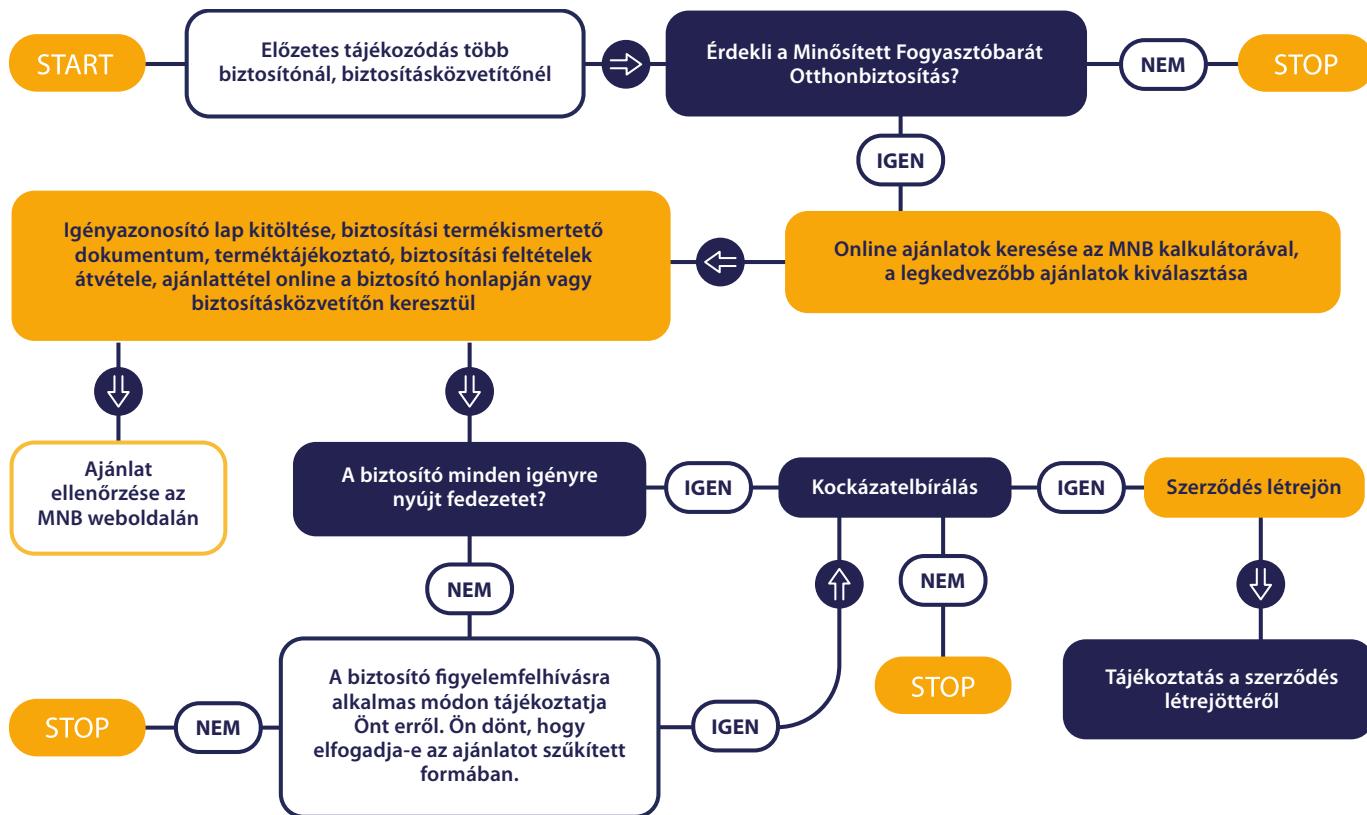 START
Előzetes tájékozódás több
biztosítónál, biztosításközvetítőnél
Érdekli a Minősített Fogyasztóbarát
Otthonbiztosítás?
NEM
STOP
IGEN
Online ajánlatok keresése az MNB kalkulátorával,
a legkedvezőbb ajánlatok kiválasztása
Igényazonosító lap kitöltése, biztosítási termékismertető
dokumentum, terméktájékoztató, biztosítási feltételek
átvétele, ajánlattétel online a biztosító honlapján vagy
biztosításközvetítőn keresztül
Ajánlat
ellenőrzése az
MNB weboldalán
A biztosító minden igényre
nyújt fedezetet?
IGEN
Kockázatelbírálás
IGEN
Szerződés létrejön
NEM
NEM
STOP
Tájékoztatás a szerződés
létrejöttéről
A biztosító figyelemfelhívásra
alkalmas módon tájékoztatja
Önt erről. Ön dönt, hogy
elfogadja-e az ajánlatot szűkített
formában.
IGEN
NEM
STOP